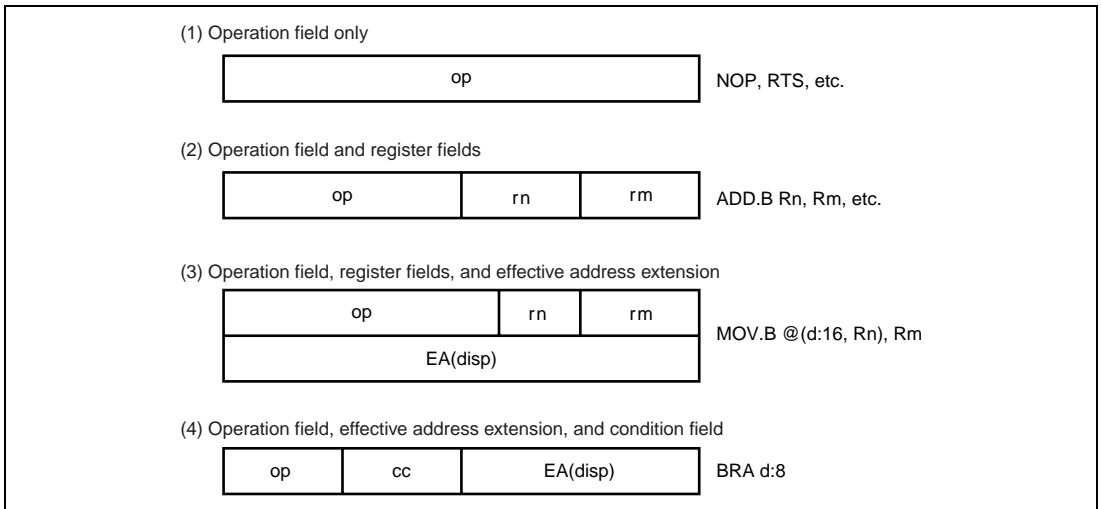 (1) Operation field only
op
NOP, RTS, etc.
(2) Operation field and register fields
op rn rm
ADD.B Rn, Rm, etc.
(3) Operation field, register fields, and effective address extension
op rn rm
MOV.B @(d:16, Rn), Rm
EA(disp)
(4) Operation field, effective address extension, and condition field
op cc EA(disp)
BRA d:8